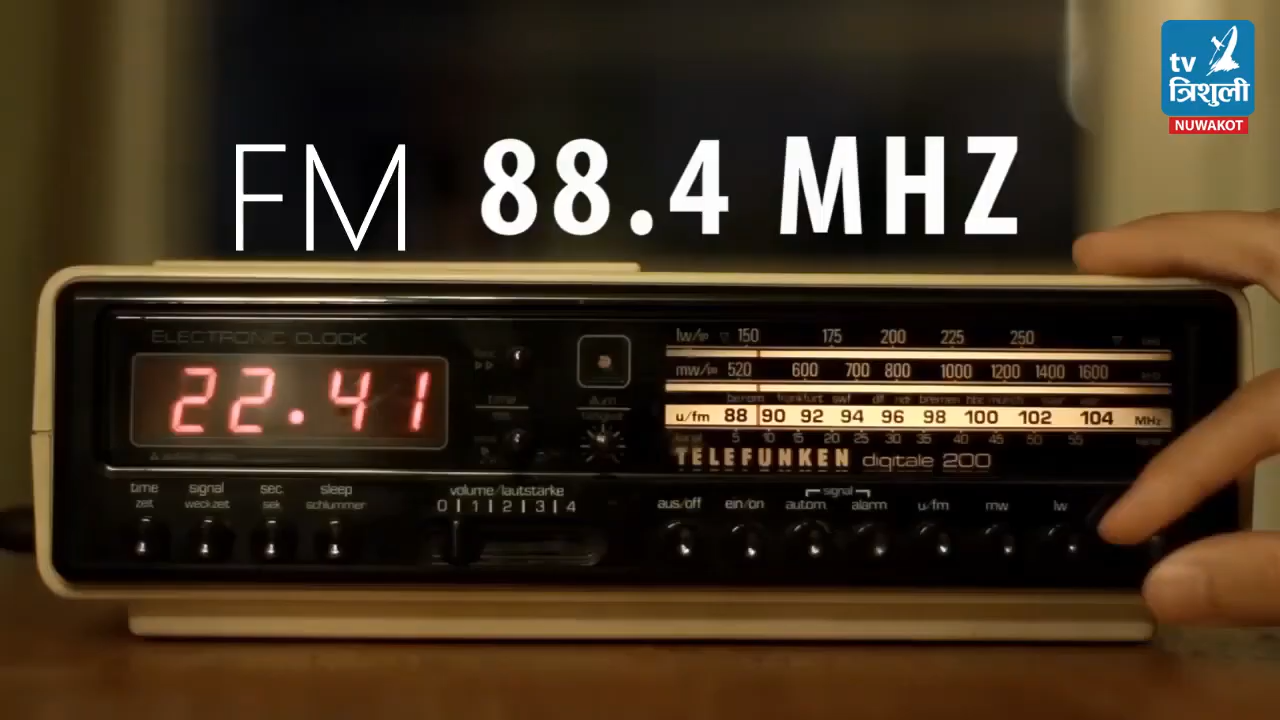 tv
त्रिशुली
NUWAKOT
FM 88.4 MHZ
ELECTRONIC CLOCK
22.41
lw/lp 150 175 200 225 250
mw/pm 520 600 700 800 1000 1200 1400 1600
u/fm 88 90 92 94 96 98 100 102 104 MHz
5 10 15 20 25 30 35 40 45 50 55
TELEFUNKEN digitale 200
time signal sec. sleep
zeit weckzeit sek schlummer
volume/lautstärke
0 1 2 3 4
signal
aus/off ein/on autom. alarm u/fm mw lw